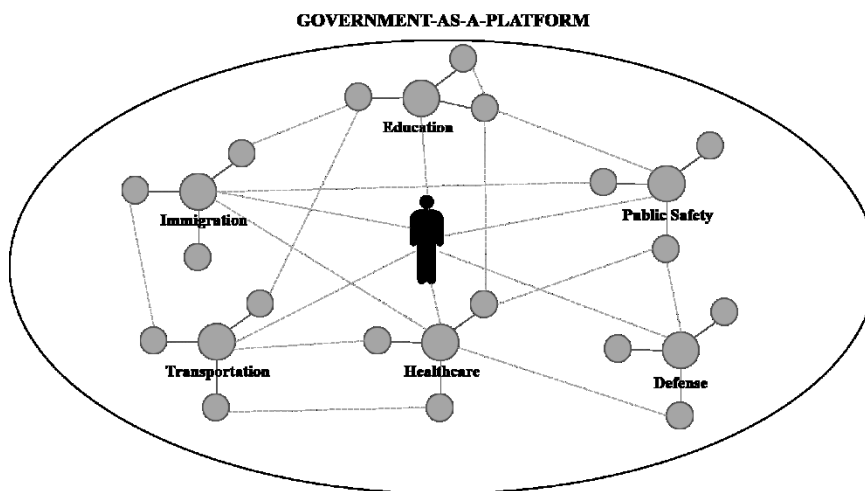 GOVERNMENT-AS-A-PLATFORM
Education
Immigration
Public Safety
Transportation
Healthcare
Defense